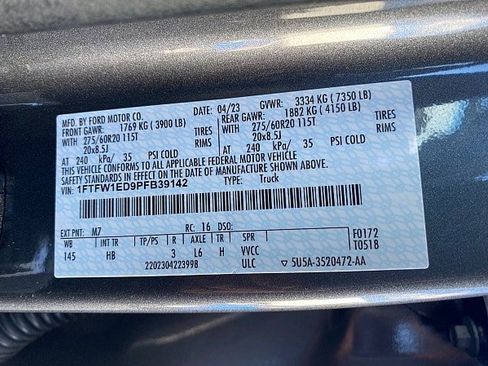 MFD. BY FORD MOTOR CO.
DATE: 04/23 GVWR: 3334 KG ( 7350 LB)
FRONT GAWR: 1769 KG ( 3900 LB) 1882 KG ( 4150 LB)
275/60R20 115T TIRES 275/60R20 115T TIRES
20x8.5J RIMS 20x8.5J RIMS
AT 240 kPa/ 35 PSI COLD AT 240 kPa/ 35 PSI COLD
THIS VEHICLE CONFORMS TO ALL APPLICABLE FEDERAL MOTOR VEHICLE
SAFETY STANDARDS IN EFFECT ON THE DATE OF MANUFACTURE SHOWN ABOVE.
VIN: 1FTFW1ED9PFB39142 TYPE: Truck
EXT PNT: M7 RC: 16 DSO: F0172
WB INT TR TP/PS R AXLE TR SPR T0518
145 HB 3 L6 H VVCC
220230422399B ULC ▽ 5U5A-3520472-AA